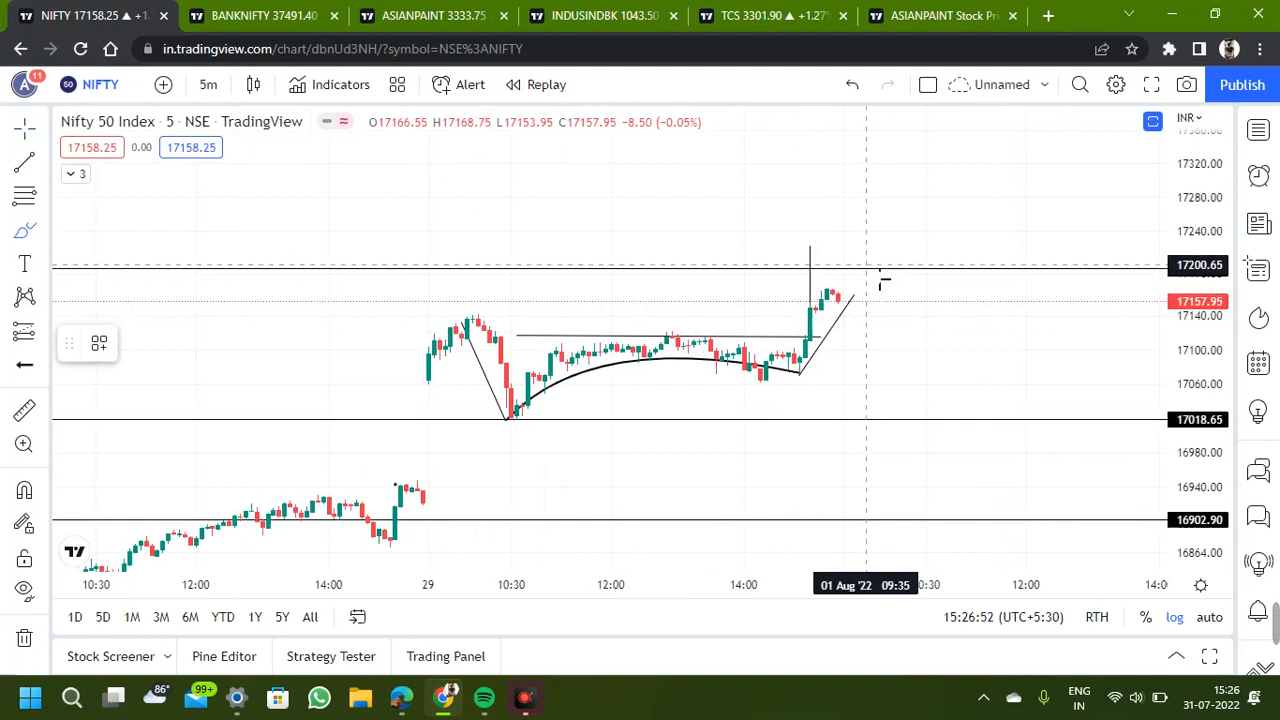 NIFTY 17158.25 ▲ +1.
BANKNIFTY 37491.40
ASIANPAINT 3333.75
INDUSINDBK 1043.50
TCS 3301.90 ▲ +1.27%
ASIANPAINT Stock Pri
in.tradingview.com/chart/dbnUd3NH/?symbol=NSE%3ANIFTY
A 11
50 NIFTY
5m
Indicators
Alert
Replay
Unnamed
Publish
Nifty 50 Index · 5 · NSE · TradingView
O17166.55 H17168.75 L17153.95 C17157.95 −8.50 (−0.05%)
INR
17158.25 0.00 17158.25
3
17360.00
17320.00
17280.00
17240.00
17200.65
17157.95
17140.00
17100.00
17060.00
17018.65
16980.00
16940.00
16902.90
16864.00
10:30 12:00 14:00 29 10:30 12:00 14:00 01 Aug '22 09:35 0:30 12:00 14:0
1D 5D 1M 3M 6M YTD 1Y 5Y All
15:26:52 (UTC+5:30) RTH % log auto
Stock Screener Pine Editor Strategy Tester Trading Panel
86°
99+
ENG
IN
15:26
31-07-2022